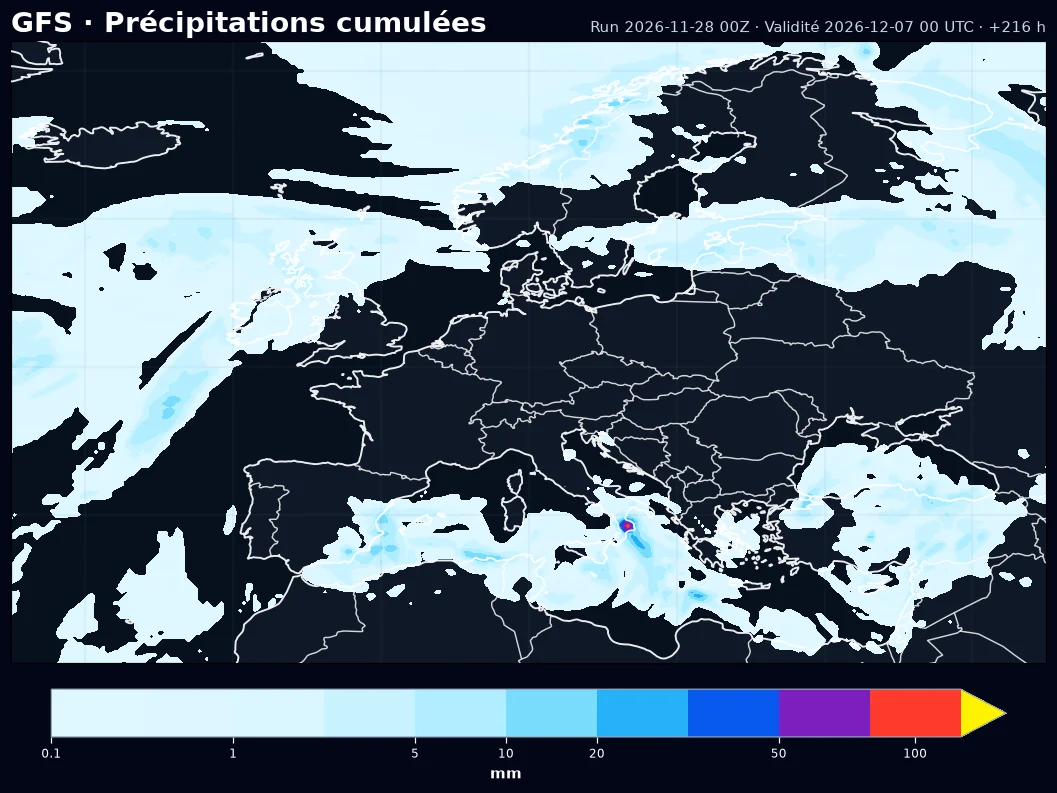 GFS · Précipitations cumulées
Run 2026-11-28 00Z · Validité 2026-12-07 00 UTC · +216 h
0.1 1 5 10 20 50 100
mm